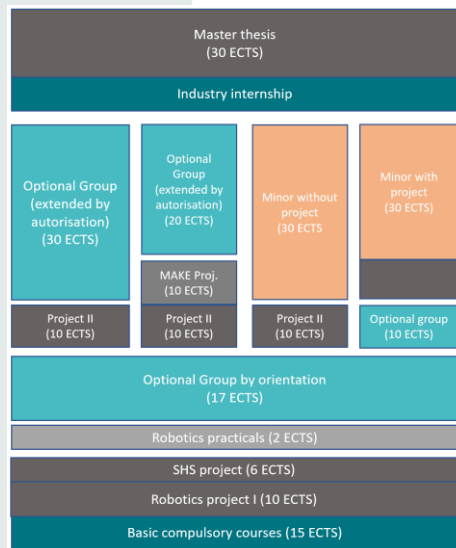 Master thesis
(30 ECTS)
Industry internship
Optional Group
(extended by
autorisation)
(30 ECTS)
Project II
(10 ECTS)
Optional
Group
(extended by
autorisation)
(20 ECTS)
MAKE Proj.
(10 ECTS)
Project II
(10 ECTS)
Minor without
project
(30 ECTS
Project II
(10 ECTS)
Minor with
project
(30 ECTS)
Optional group
(10 ECTS)
Optional Group by orientation
(17 ECTS)
Robotics practicals (2 ECTS)
SHS project (6 ECTS)
Robotics project I (10 ECTS)
Basic compulsory courses (15 ECTS)